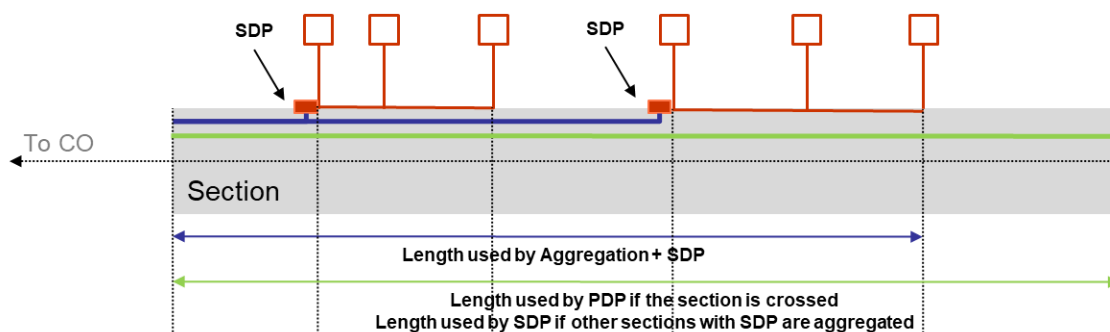 SDP
SDP
To CO
Section
Length used by Aggregation + SDP
Length used by PDP if the section is crossed
Length used by SDP if other sections with SDP are aggregated